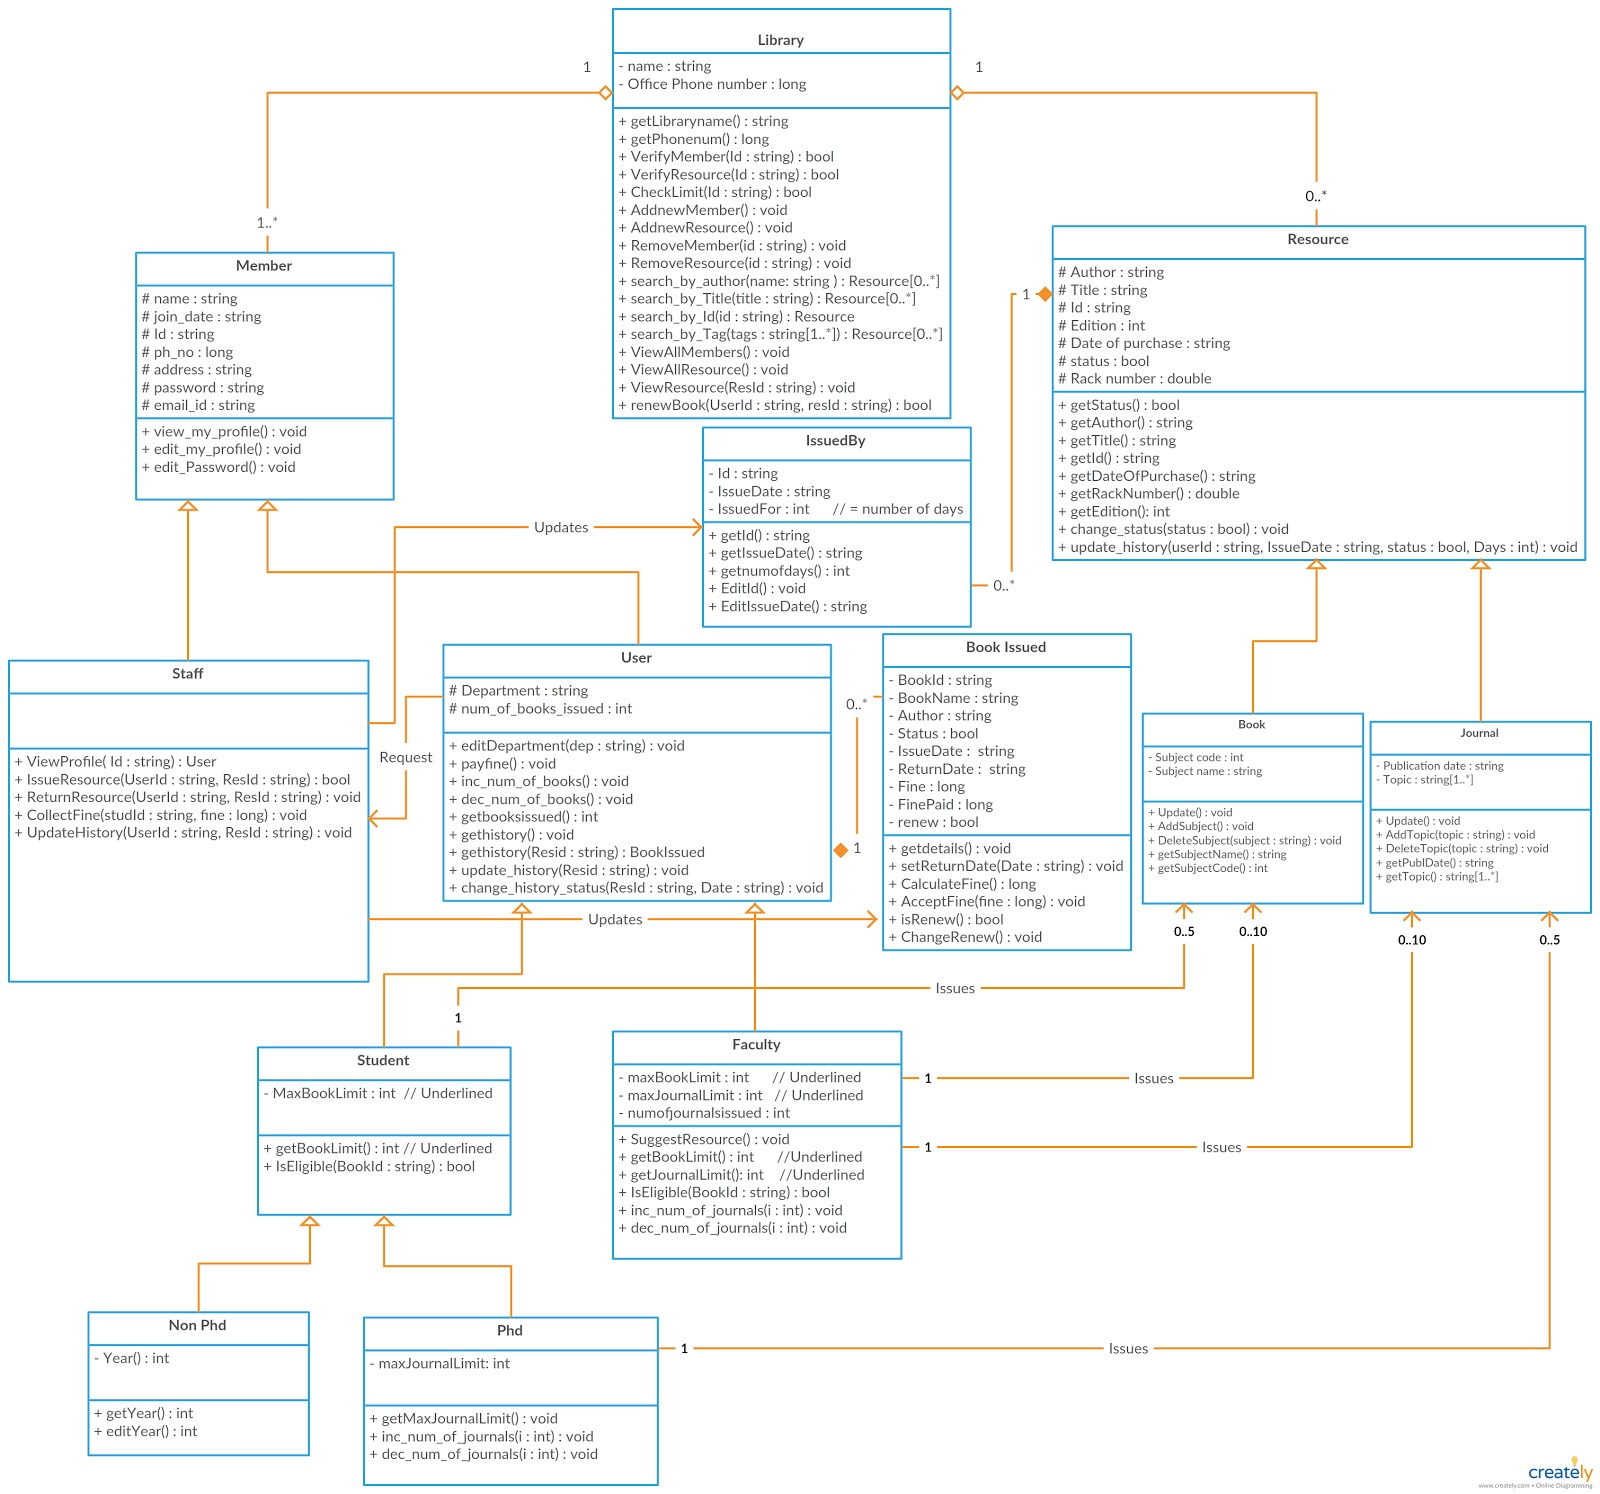 Library
- name : string
- Office Phone number : long
+ getLibraryname() : string
+ getPhonenum() : long
+ VerifyMember(Id : string) : bool
+ VerifyResource(Id : string) : bool
+ CheckLimit(Id : string) : bool
+ AddnewMember() : void
+ AddnewResource() : void
+ RemoveMember(id : string) : void
+ RemoveResource(id : string) : void
+ search_by_author(name: string ) : Resource[0..*]
+ search_by_Title(title : string) : Resource[0..*]
+ search_by_Id(id : string) : Resource
+ search_by_Tag(tags : string[1..*]) : Resource[0..*]
+ ViewAllMembers() : void
+ ViewAllResource() : void
+ ViewResource(ResId : string) : void
+ renewBook(UserId : string, resId : string) : bool
1
1
1..*
0..*
Member
# name : string
# join_date : string
# Id : string
# ph_no : long
# address : string
# password : string
# email_id : string
+ view_my_profile() : void
+ edit_my_profile() : void
+ edit_Password() : void
Resource
# Author : string
# Title : string
# Id : string
# Edition : int
# Date of purchase : string
# status : bool
# Rack number : double
+ getStatus() : bool
+ getAuthor() : string
+ getTitle() : string
+ getId() : string
+ getDateOfPurchase() : string
+ getRackNumber() : double
+ getEdition(): int
+ change_status(status : bool) : void
+ update_history(userId : string, IssueDate : string, status : bool, Days : int) : void
1
0..*
IssuedBy
- Id : string
- IssueDate : string
- IssuedFor : int // = number of days
+ getId() : string
+ getIssueDate() : string
+ getnumofdays() : int
+ EditId() : void
+ EditIssueDate() : string
Updates
Staff
+ ViewProfile( Id : string) : User
+ IssueResource(UserId : string, ResId : string) : bool
+ ReturnResource(UserId : string, ResId : string) : void
+ CollectFine(studId : string, fine : long) : void
+ UpdateHistory(UserId : string, ResId : string) : void
Request
User
# Department : string
# num_of_books_issued : int
+ editDepartment(dep : string) : void
+ payfine() : void
+ inc_num_of_books() : void
+ dec_num_of_books() : void
+ getbooksissued() : int
+ gethistory() : void
+ gethistory(Resid : string) : BookIssued
+ update_history(Resid : string) : void
+ change_history_status(ResId : string, Date : string) : void
0..*
1
Updates
Book Issued
- BookId : string
- BookName : string
- Author : string
- Status : bool
- IssueDate : string
- ReturnDate : string
- Fine : long
- FinePaid : long
- renew : bool
+ getdetails() : void
+ setReturnDate(Date : string) : void
+ CalculateFine() : long
+ AcceptFine(fine : long) : void
+ isRenew() : bool
+ ChangeRenew() : void
Book
- Subject code : int
- Subject name : string
+ Update() : void
+ AddSubject() : void
+ DeleteSubject(subject : string) : void
+ getSubjectName() : string
+ getSubjectCode() : int
Journal
- Publication date : string
- Topic : string[1..*]
+ Update() : void
+ AddTopic(topic : string) : void
+ DeleteTopic(topic : string) : void
+ getPublDate() : string
+ getTopic() : string[1..*]
0..5
0..10
0..10
0..5
Issues
1
Student
- MaxBookLimit : int // Underlined
+ getBookLimit() : int // Underlined
+ IsEligible(BookId : string) : bool
Faculty
- maxBookLimit : int // Underlined
- maxJournalLimit : int // Underlined
- numofjournalsissued : int
+ SuggestResource() : void
+ getBookLimit() : int //Underlined
+ getJournalLimit(): int //Underlined
+ IsEligible(BookId : string) : bool
+ inc_num_of_journals(i : int) : void
+ dec_num_of_journals(i : int) : void
1
Issues
1
Issues
Non Phd
- Year() : int
+ getYear() : int
+ editYear() : int
Phd
- maxJournalLimit: int
+ getMaxJournalLimit() : void
+ inc_num_of_journals(i : int) : void
+ dec_num_of_journals(i : int) : void
1
Issues
creately
www.creately.com • Online Diagramming